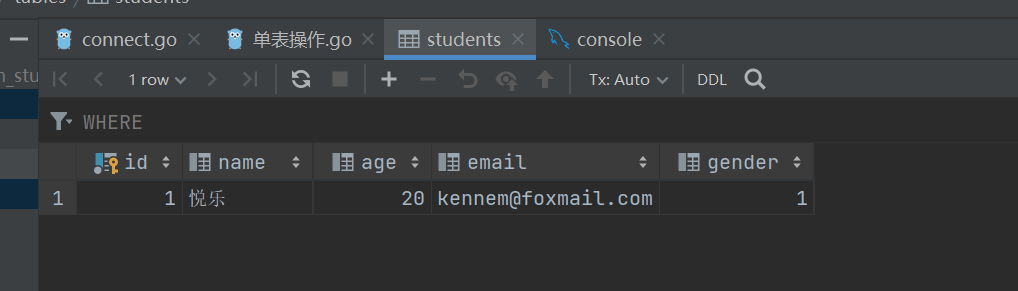 tables students
n_stu
connect.go 单表操作.go students console
1 row Tx: Auto DDL
WHERE
id name age email gender
1 1 悦乐 20 kennem@foxmail.com 1